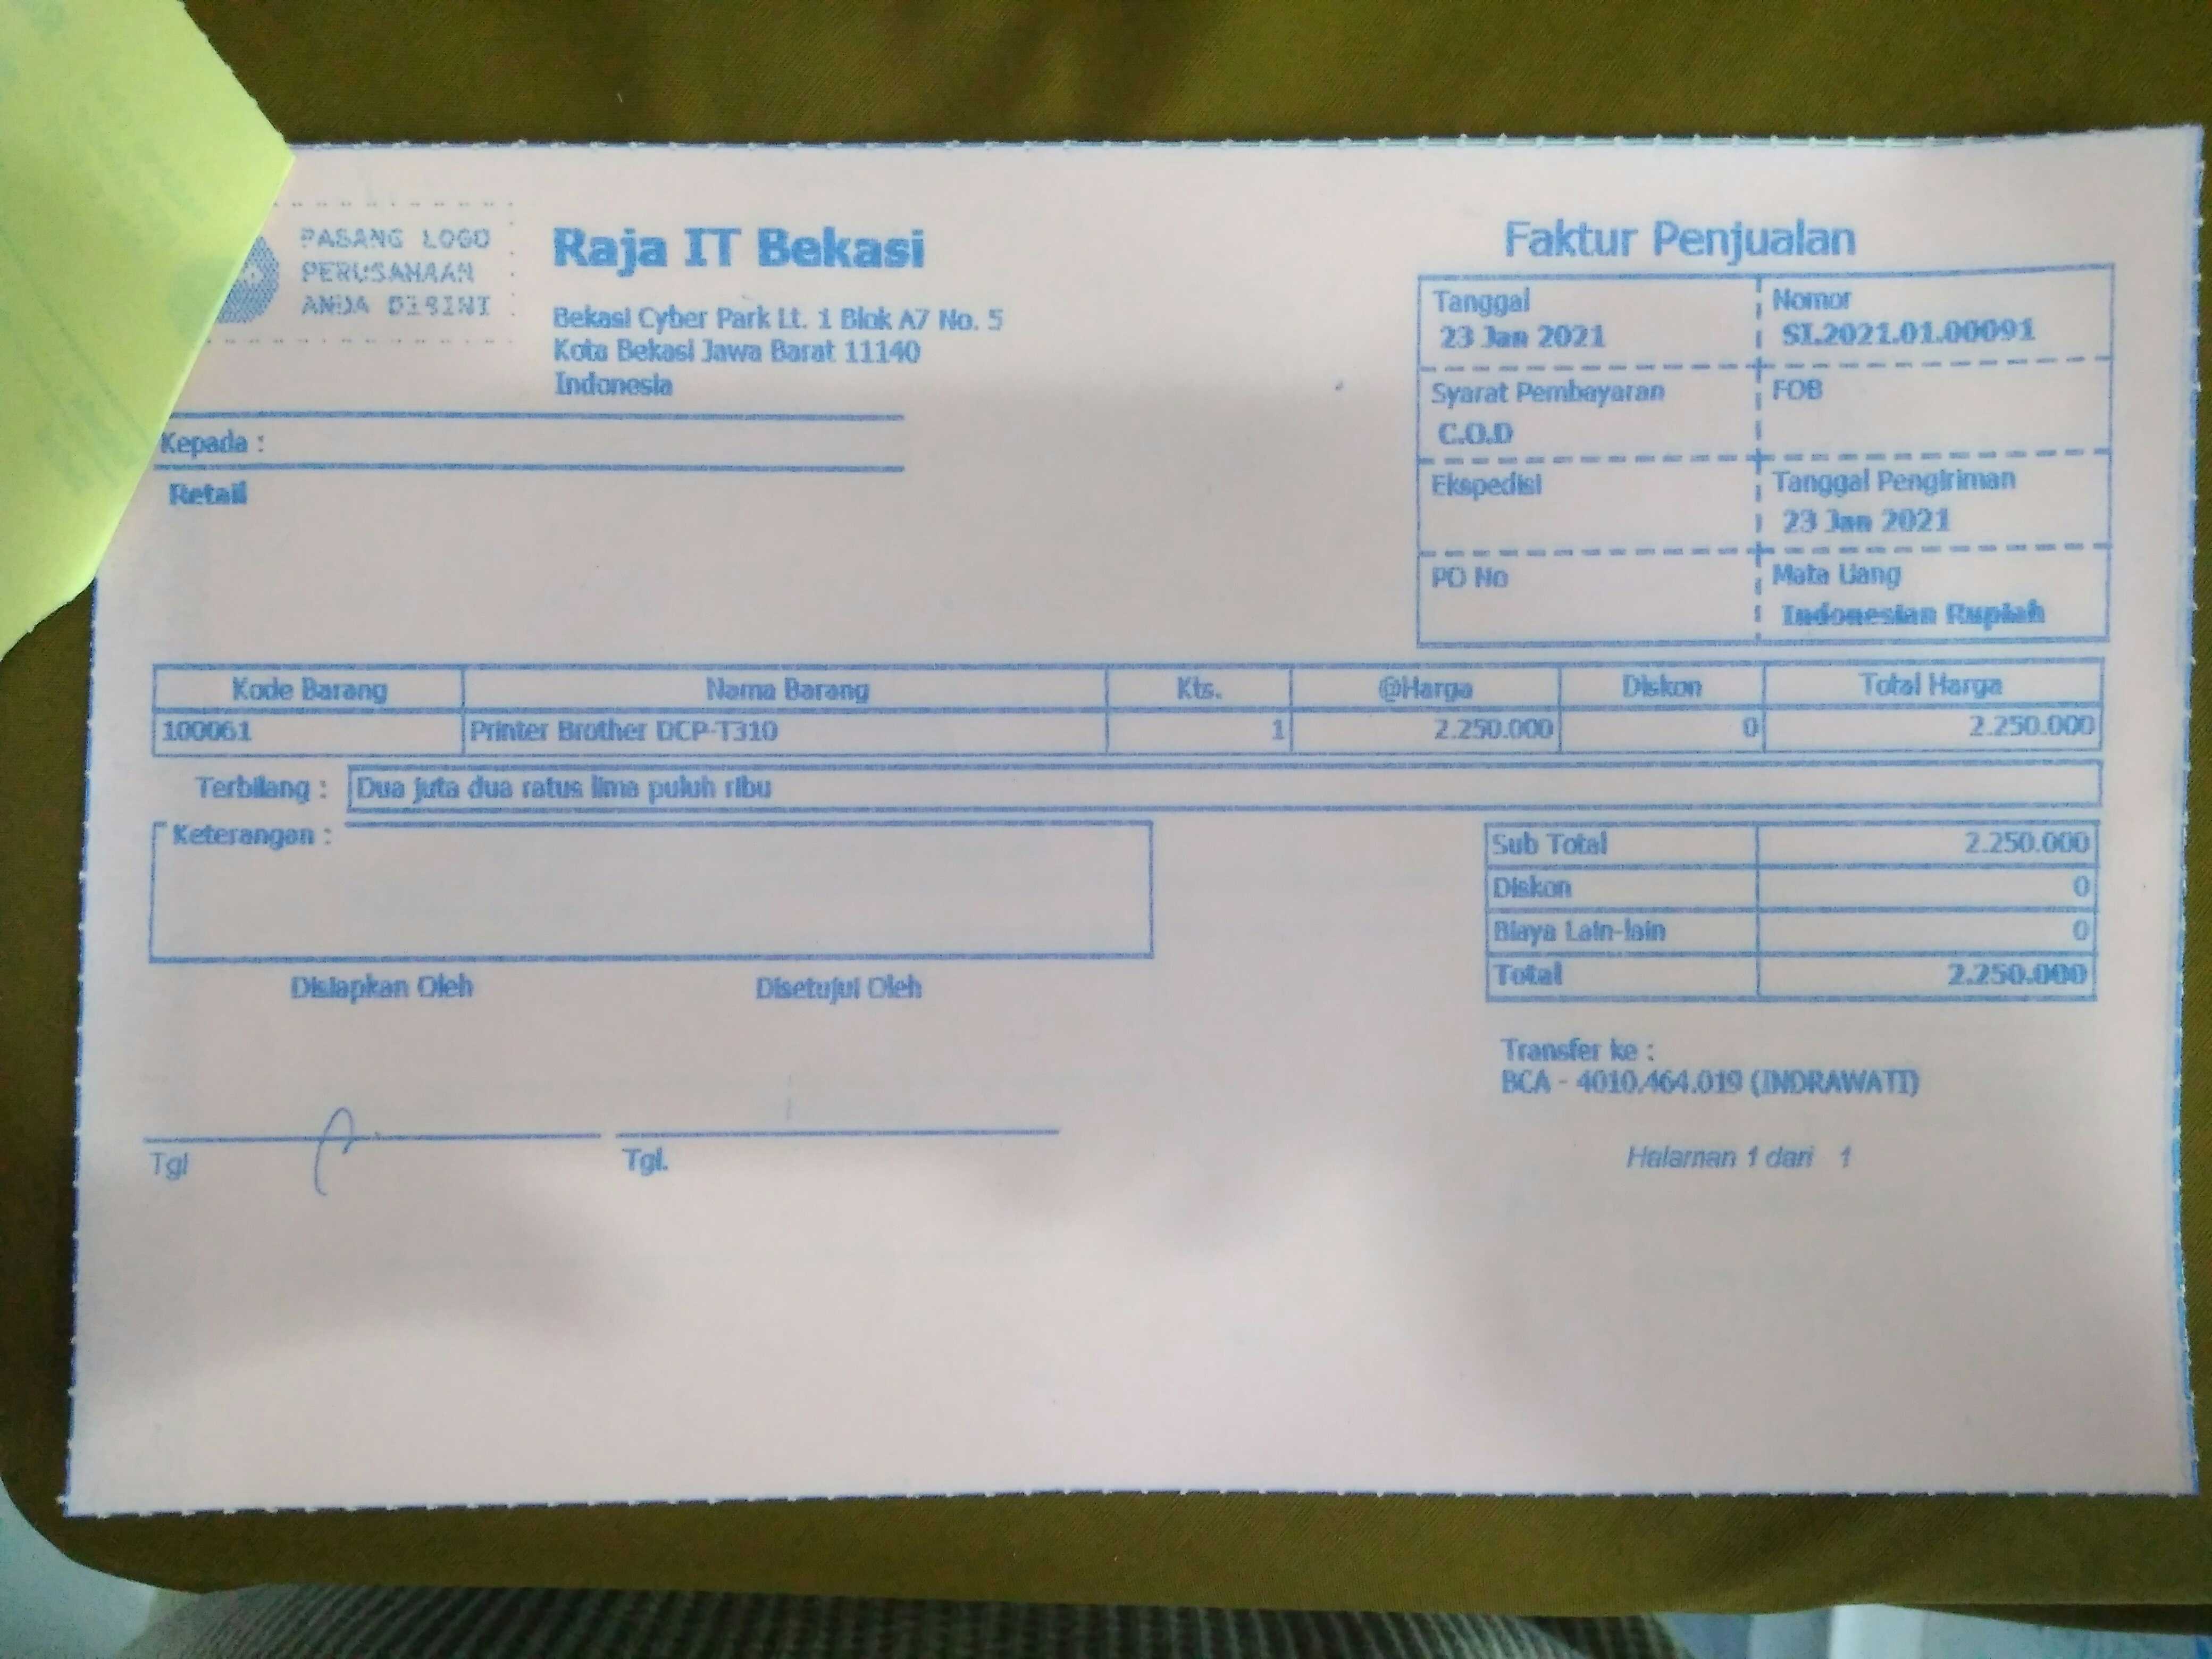 PASANG LOGO
PERUSAHAAN
ANDA DISINI
Raja IT Bekasi
Bekasi Cyber Park Lt. 1 Blok A7 No. 5
Kota Bekasi Jawa Barat 11140
Indonesia
Kepada :
Retail
Faktur Penjualan
Tanggal Nomor
23 Jan 2021 SI.2021.01.00091
Syarat Pembayaran FOB
C.O.D
Ekspedisi Tanggal Pengiriman
23 Jan 2021
PO No Mata Uang
Indonesian Rupiah
Kode Barang Nama Barang Kts. @Harga Diskon Total Harga
100061 Printer Brother DCP-T310 1 2.250.000 0 2.250.000
Terbilang : Dua juta dua ratus lima puluh ribu
Keterangan :
Sub Total 2.250.000
Diskon 0
Biaya Lain-lain 0
Total 2.250.000
Disiapkan Oleh Disetujui Oleh
Tgl Tgl.
Transfer ke :
BCA - 4010.464.019 (INDRAWATI)
Halaman 1 dari 1